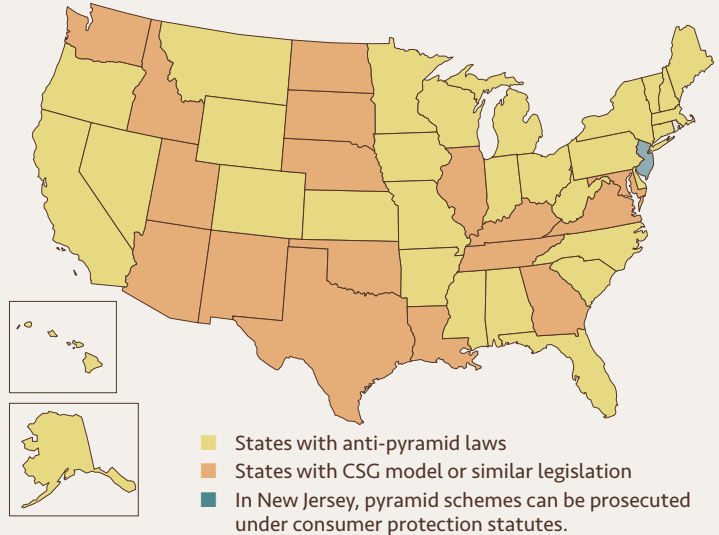 States with anti-pyramid laws
States with CSG model or similar legislation
In New Jersey, pyramid schemes can be prosecuted
under consumer protection statutes.